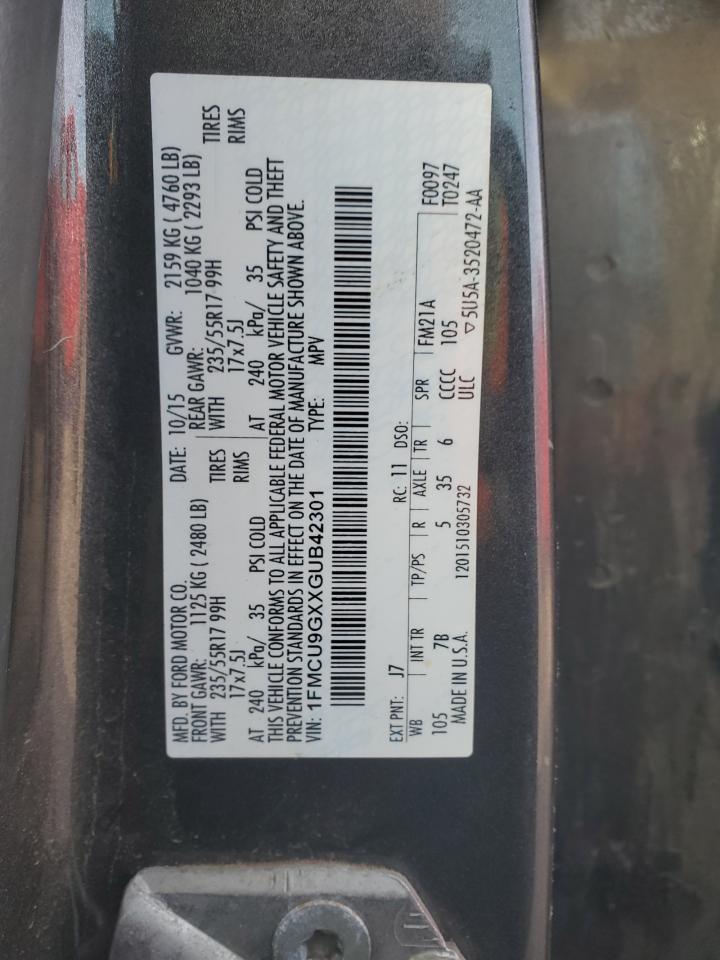 MFD. BY FORD MOTOR CO.
DATE: 10/15 GVWR: 2159 KG ( 4760 LB)
FRONT GAWR: 1125 KG ( 2480 LB) REAR GAWR: 1040 KG ( 2293 LB)
WITH 235/55R17 99H TIRES WITH 235/55R17 99H TIRES
17x7.5J RIMS 17x7.5J RIMS
AT 240 kPa/ 35 PSI COLD AT 240 kPa/ 35 PSI COLD
THIS VEHICLE CONFORMS TO ALL APPLICABLE FEDERAL MOTOR VEHICLE SAFETY AND THEFT
PREVENTION STANDARDS IN EFFECT ON THE DATE OF MANUFACTURE SHOWN ABOVE.
VIN: 1FMCU9GXXGUB42301 TYPE: MPV
EXT PNT: J7 RC: 11 DSO: F0097
WB INT TR TP/PS R AXLE TR SPR FM21A T0247
105 7B 5 35 6 CCCC 105
MADE IN U.S.A. 1201510305732 ULC ▽5U5A-3520472-AA